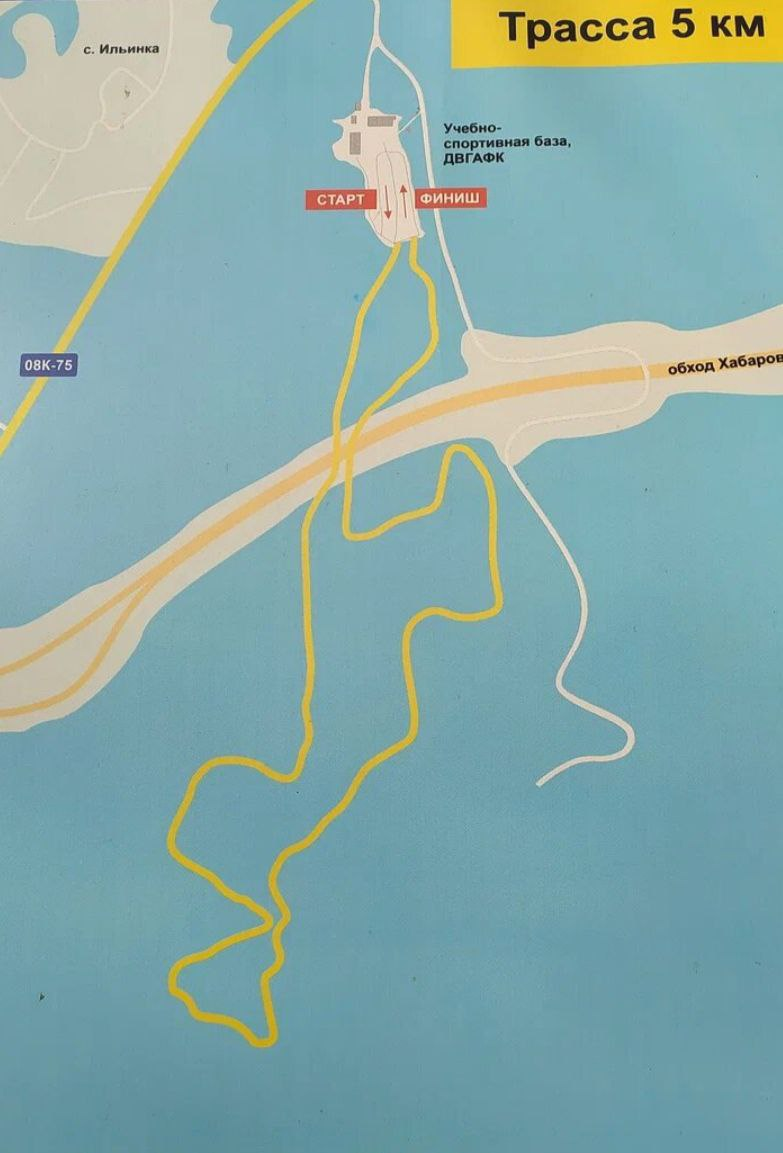 Трасса 5 км
с. Ильинка
Учебно-
спортивная база,
ДВГАФК
СТАРТ
ФИНИШ
08К-75
обход Хабаров